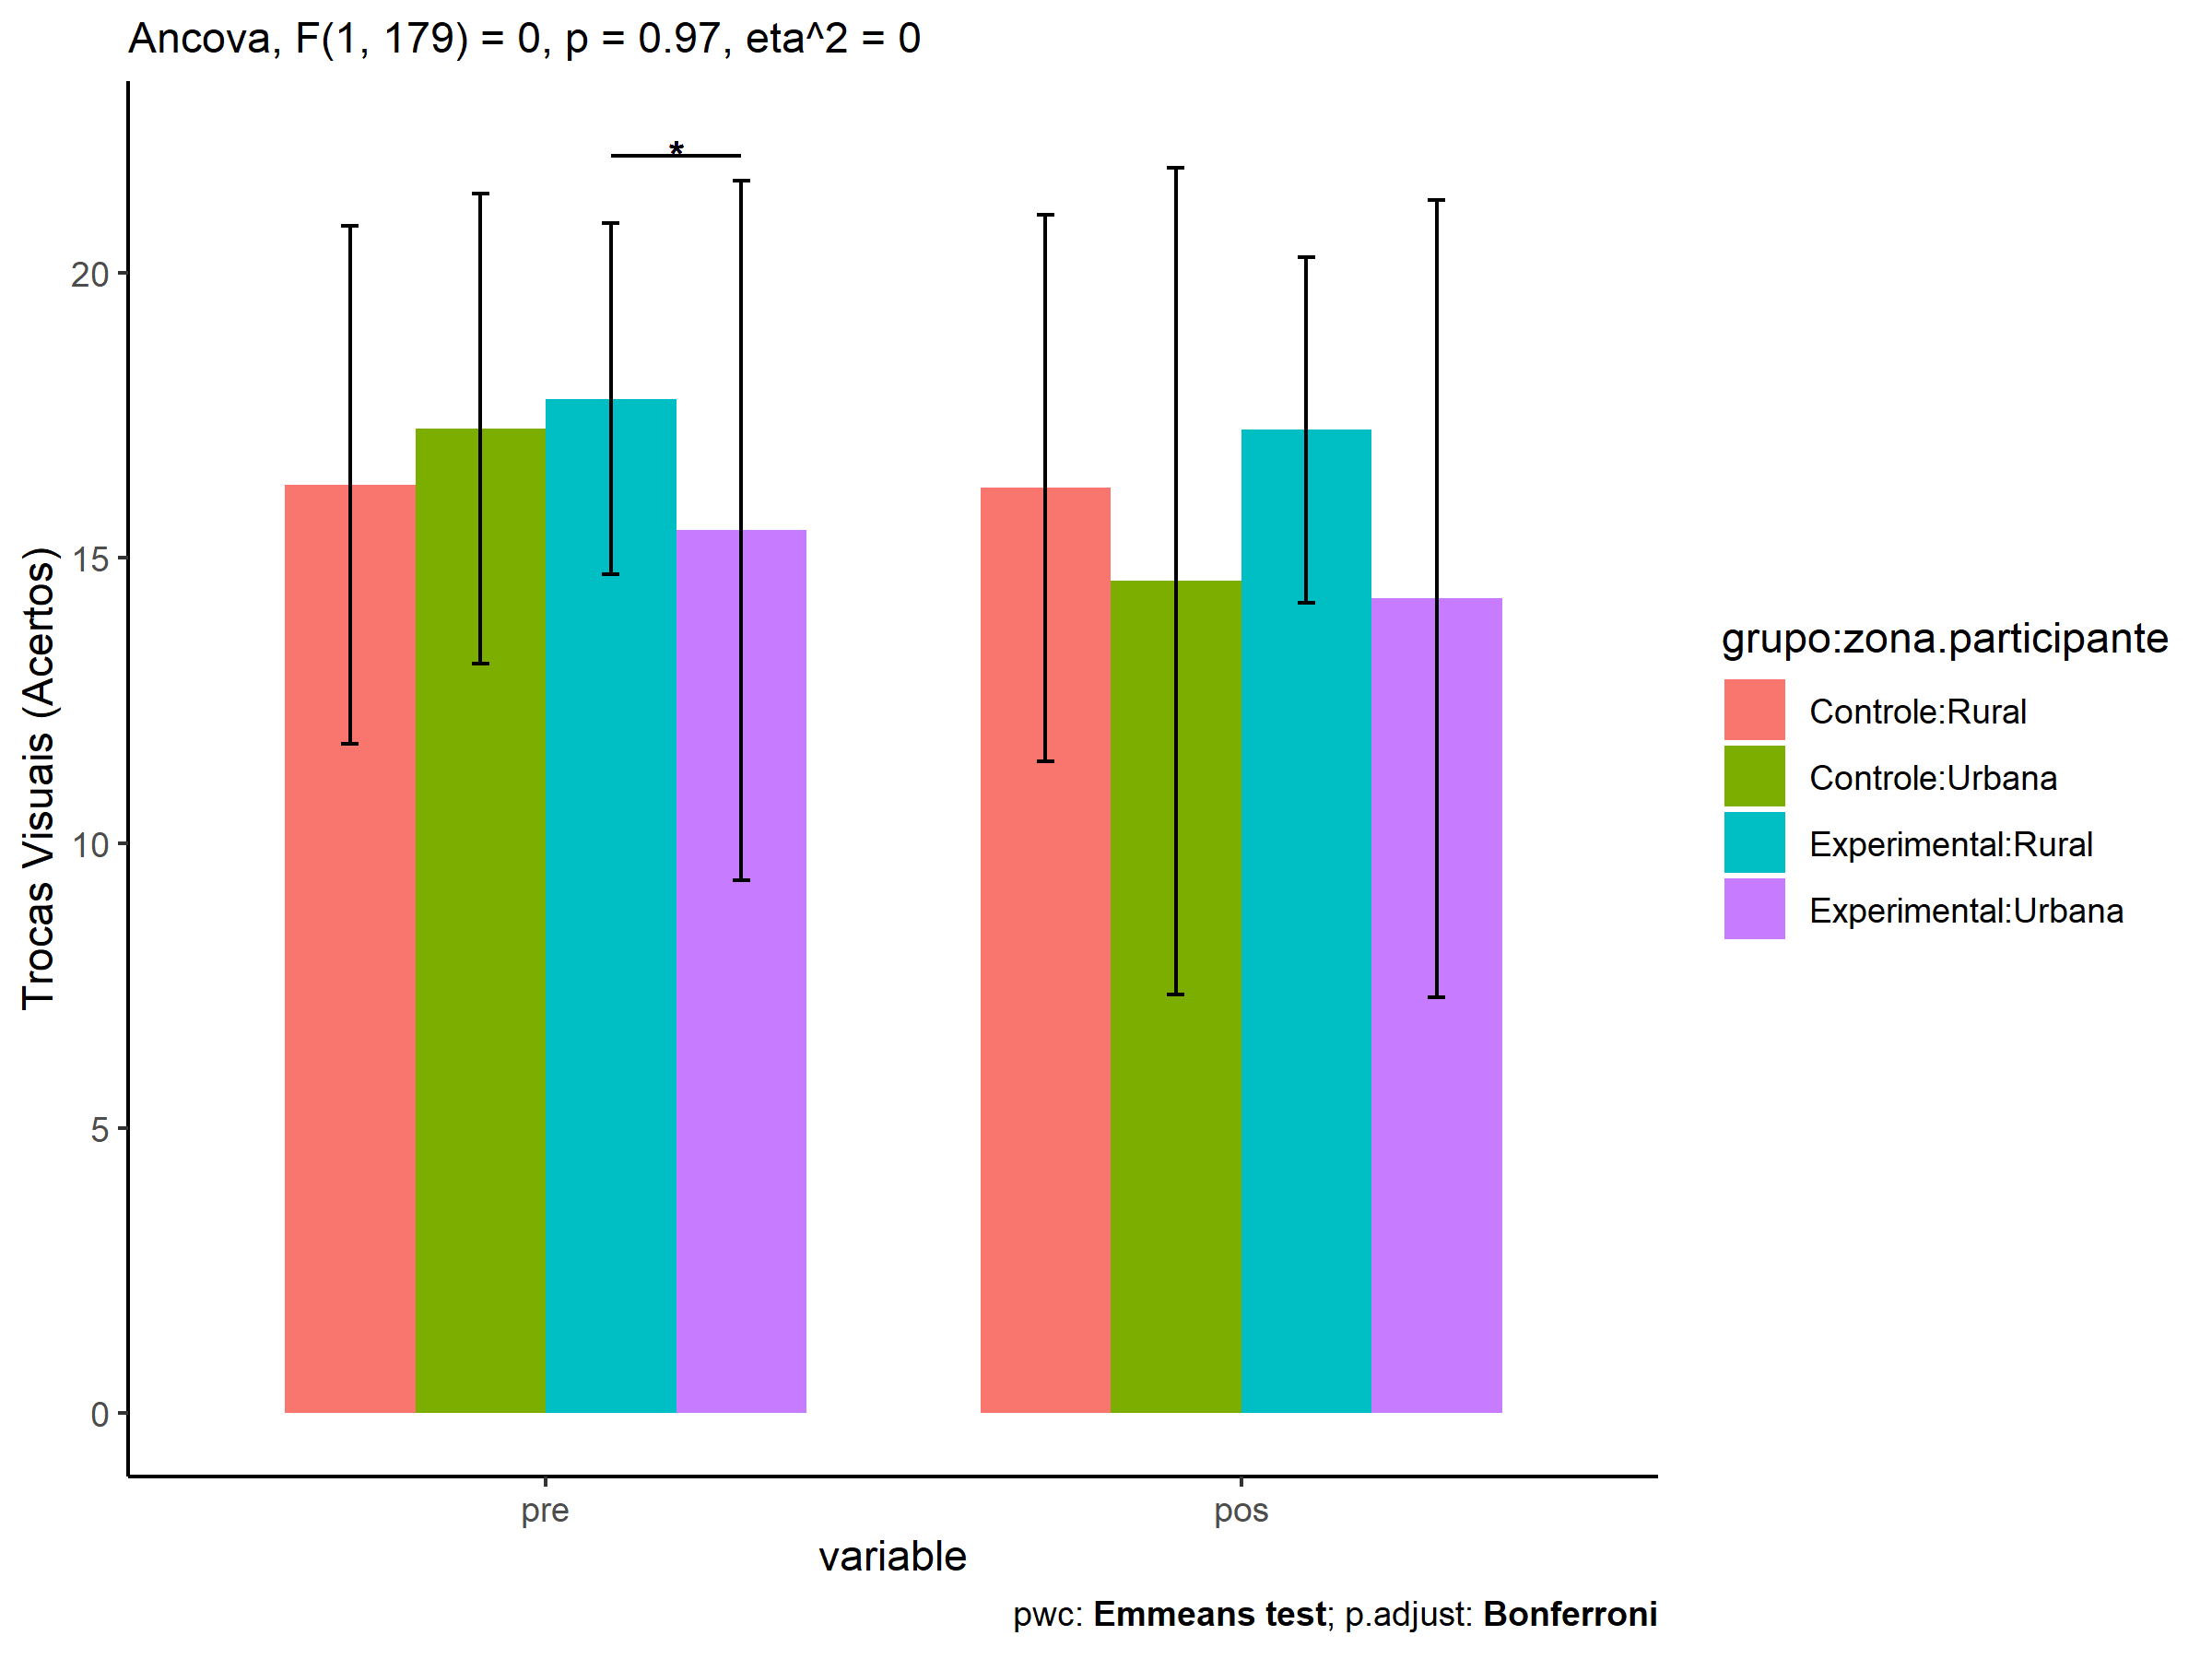 Ancova, F(1, 179) = 0, p = 0.97, eta^2 = 0
*
Trocas Visuais (Acertos)
20
15
10
5
0
pre
pos
variable
grupo:zona.participante
Controle:Rural
Controle:Urbana
Experimental:Rural
Experimental:Urbana
pwc: Emmeans test; p.adjust: Bonferroni